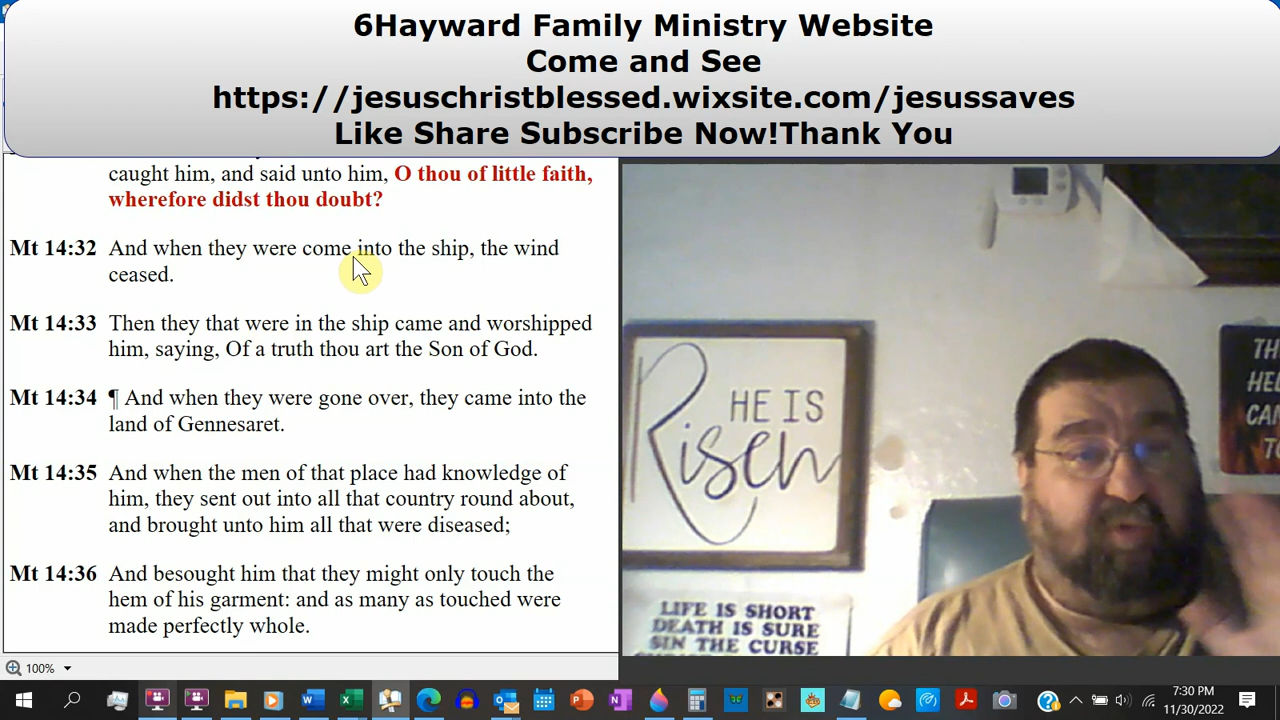 6Hayward Family Ministry Website
Come and See
https://jesuschristblessed.wixsite.com/jesussaves
Like Share Subscribe Now!Thank You
caught him, and said unto him, O thou of little faith,
wherefore didst thou doubt?
Mt 14:32 And when they were come into the ship, the wind
ceased.
Mt 14:33 Then they that were in the ship came and worshipped
him, saying, Of a truth thou art the Son of God.
Mt 14:34 ¶ And when they were gone over, they came into the
land of Gennesaret.
Mt 14:35 And when the men of that place had knowledge of
him, they sent out into all that country round about,
and brought unto him all that were diseased;
Mt 14:36 And besought him that they might only touch the
hem of his garment: and as many as touched were
made perfectly whole.
HE IS
Risen
LIFE IS SHORT
DEATH IS SURE
SIN THE CURSE
100%
7:30 PM
11/30/2022